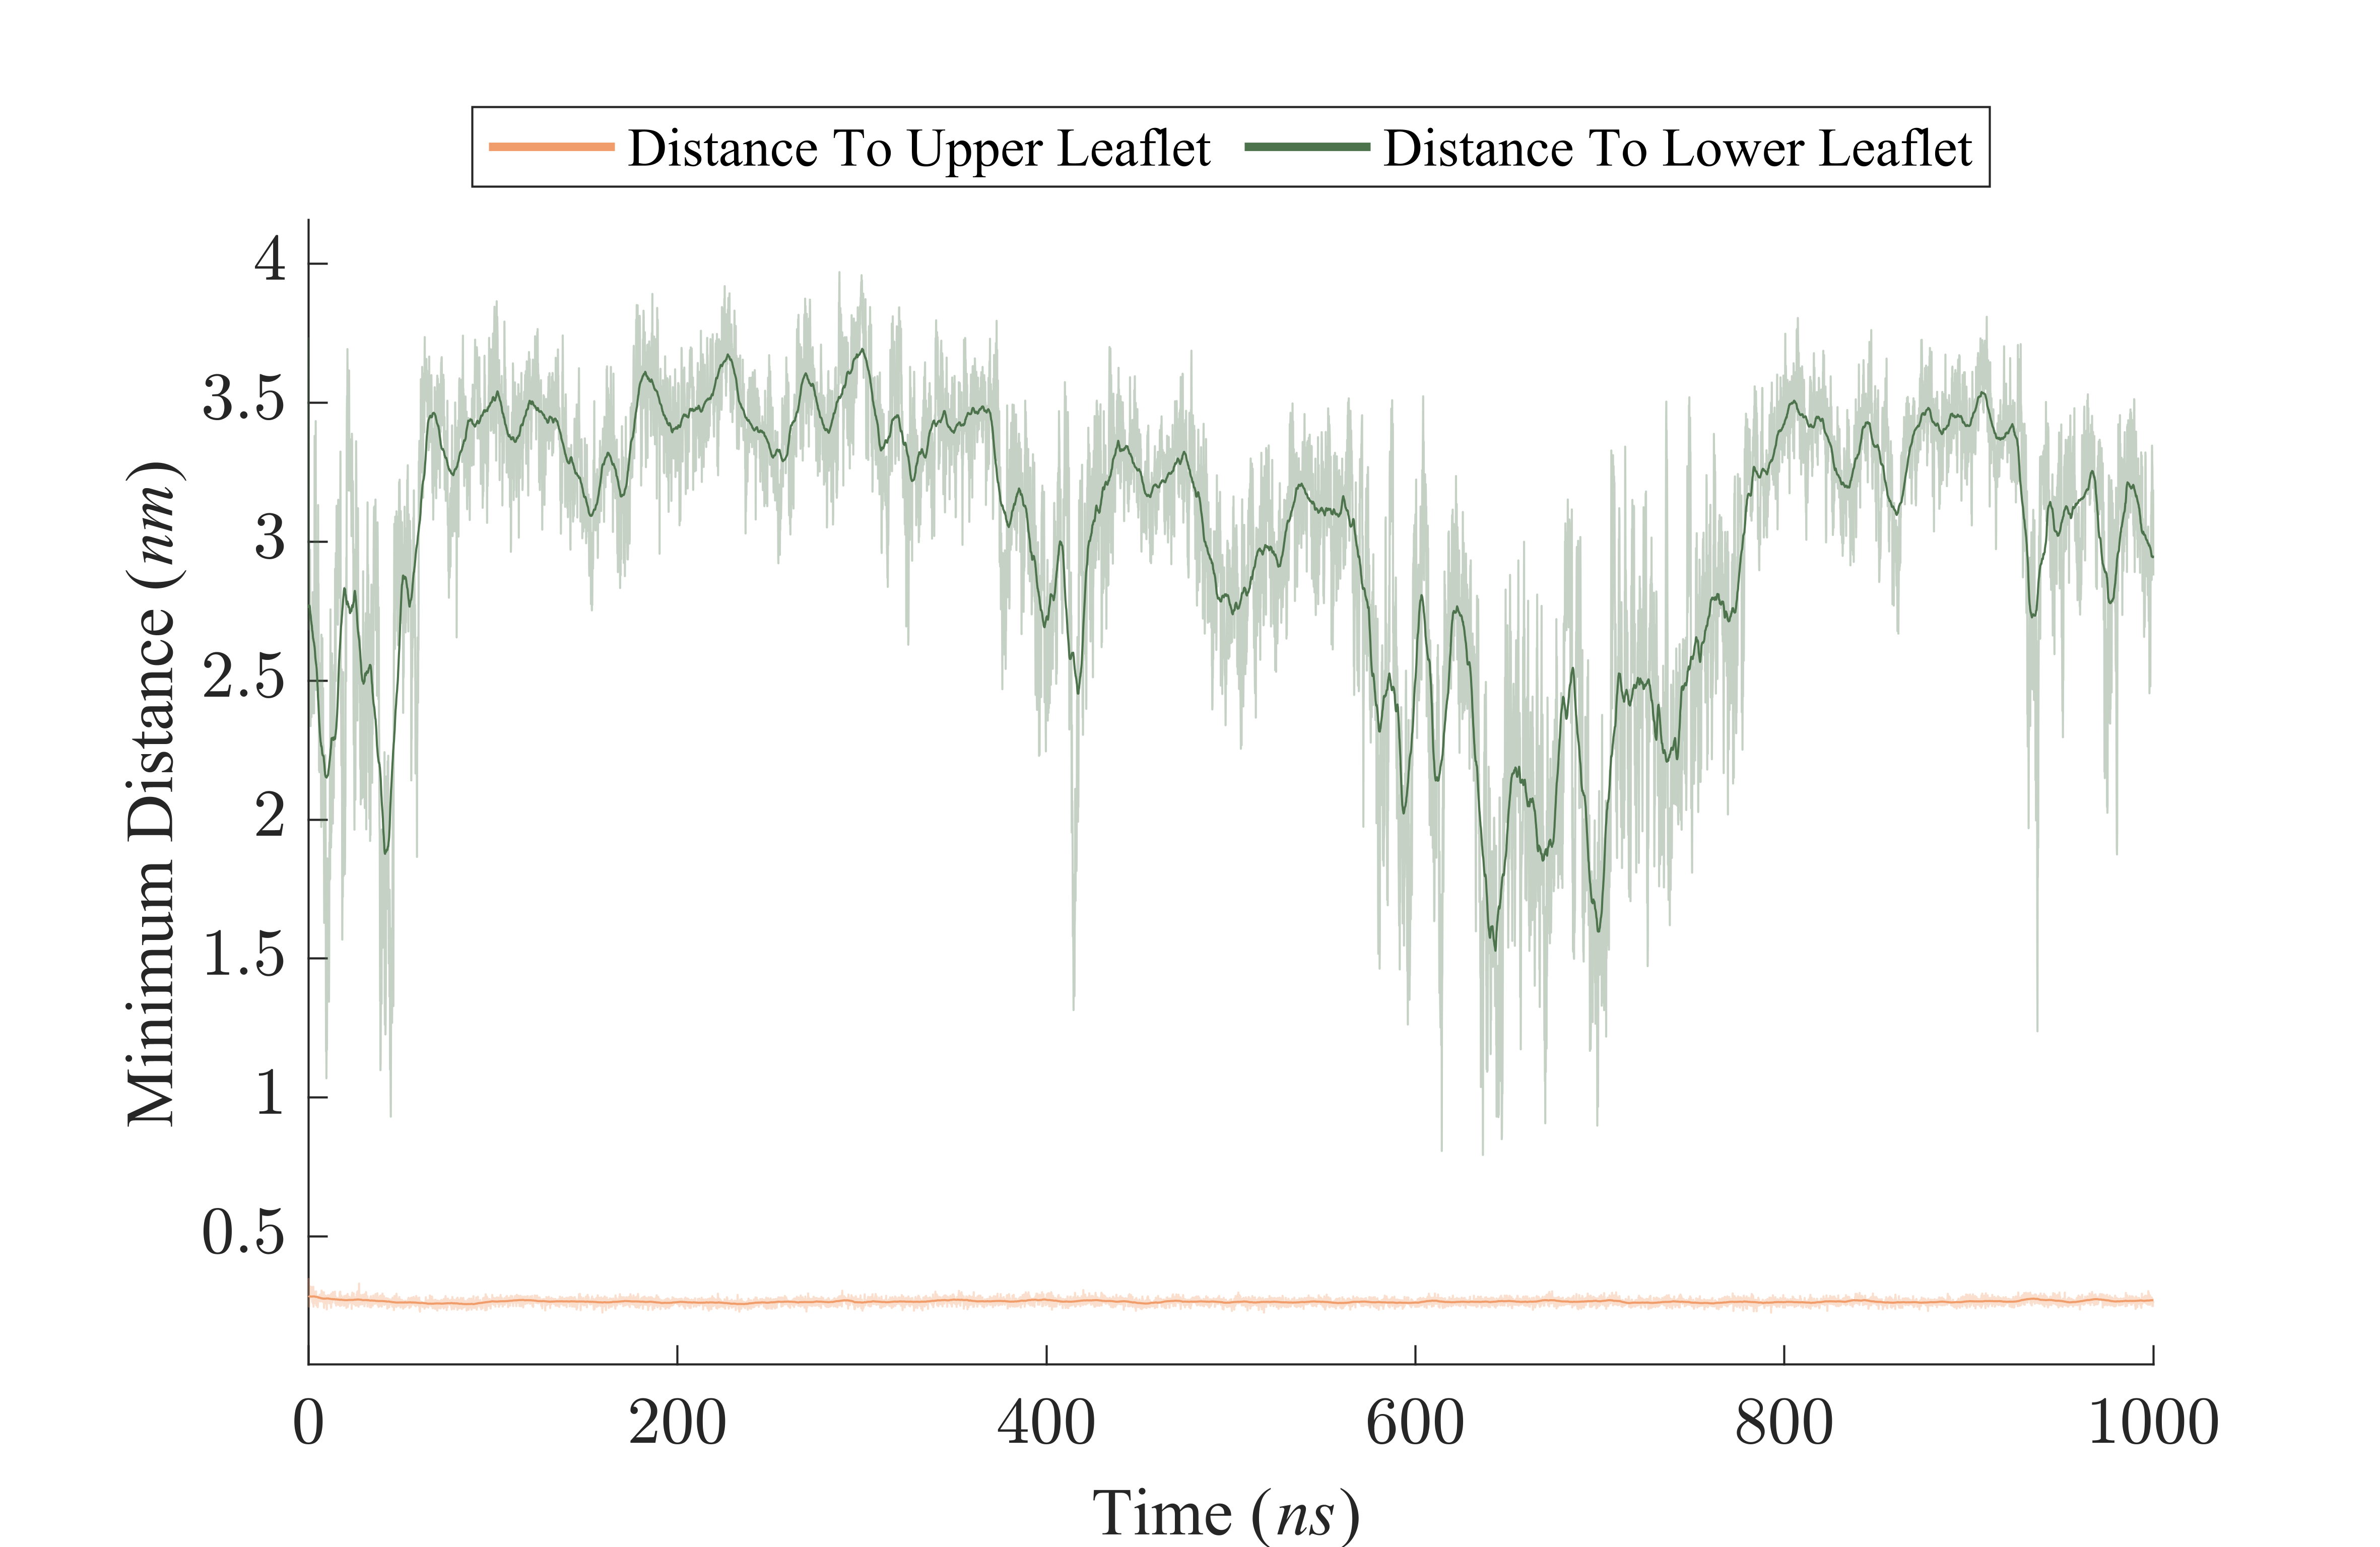 Distance To Upper Leaflet Distance To Lower Leaflet
4
3.5
3
2.5
2
1.5
1
0.5
Minimum Distance (nm)
0 200 400 600 800 1000
Time (ns)